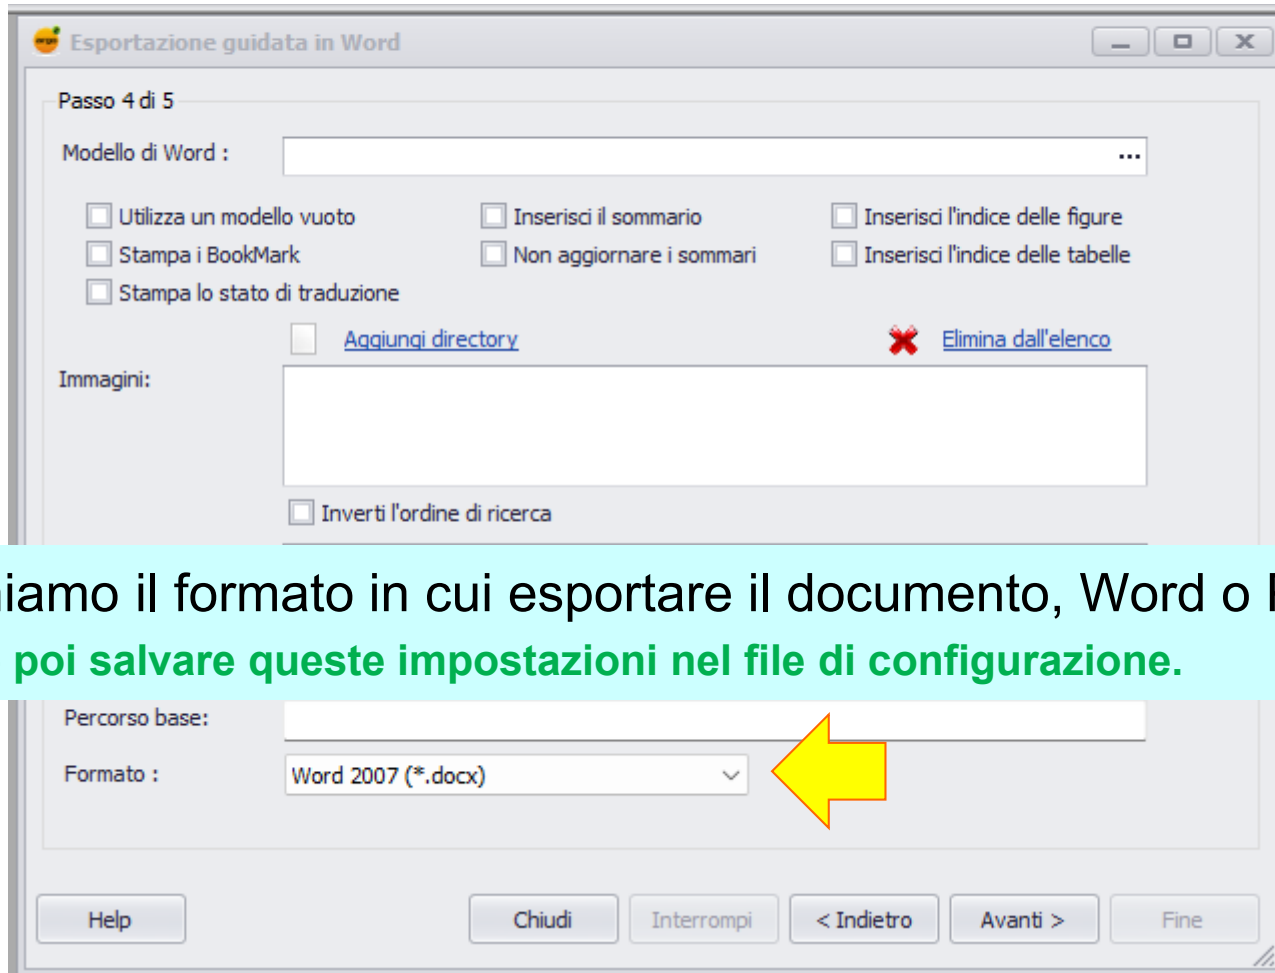 Esportazione guidata in Word
Passo 4 di 5
Modello di Word :
...
Utilizza un modello vuoto
Inserisci il sommario
Inserisci l'indice delle figure
Stampa i BookMark
Non aggiornare i sommari
Inserisci l'indice delle tabelle
Stampa lo stato di traduzione
Aggiungi directory
Elimina dall'elenco
Immagini:
Inverti l'ordine di ricerca
iamo il formato in cui esportare il documento, Word o
poi salvare queste impostazioni nel file di configurazione.
Percorso base:
Formato :
Word 2007 (*.docx)
Help
Chiudi
Interrompi
< Indietro
Avanti >
Fine